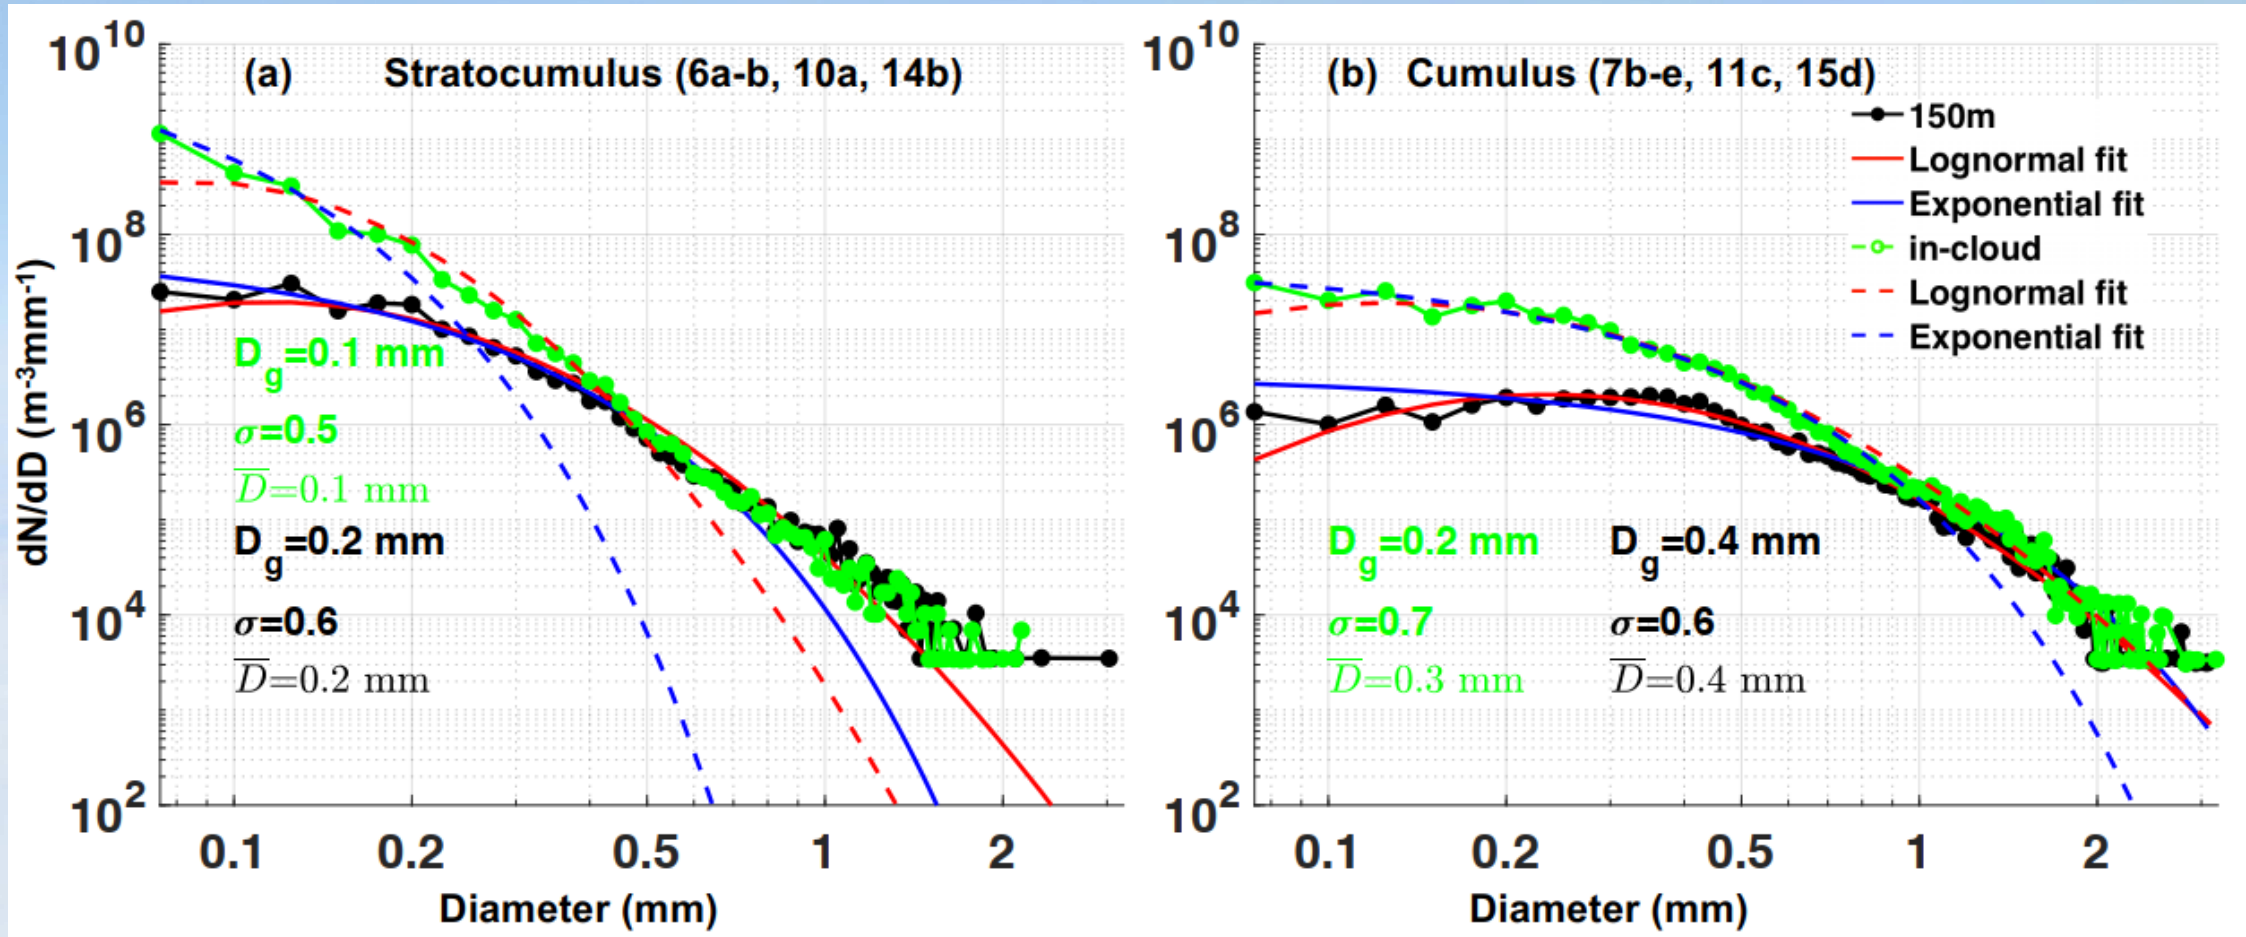 (a) Stratocumulus (6a-b, 10a, 14b)
10^10
10^8
10^6
10^4
10^2
dN/dD (m^-3mm^-1)
D_g=0.1 mm
σ=0.5
D̅=0.1 mm
D_g=0.2 mm
σ=0.6
D̅=0.2 mm
0.1 0.2 0.5 1 2
Diameter (mm)
(b) Cumulus (7b-e, 11c, 15d)
10^10
10^8
10^6
10^4
10^2
150m
Lognormal fit
Exponential fit
in-cloud
Lognormal fit
Exponential fit
D_g=0.2 mm
σ=0.7
D̅=0.3 mm
D_g=0.4 mm
σ=0.6
D̅=0.4 mm
0.1 0.2 0.5 1 2
Diameter (mm)